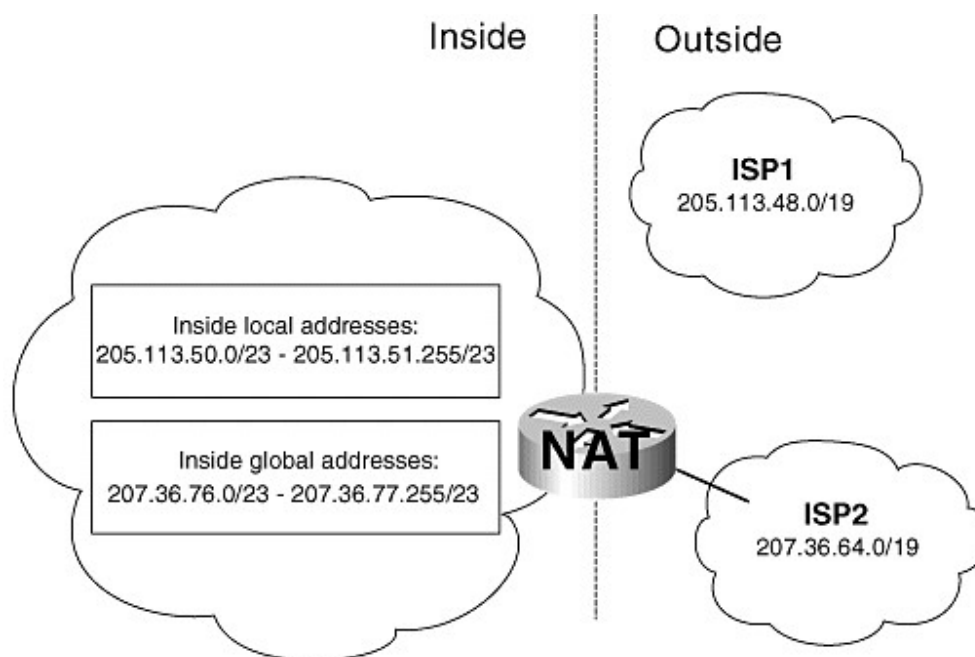 Inside
Outside
ISP1
205.113.48.0/19
Inside local addresses:
205.113.50.0/23 - 205.113.51.255/23
Inside global addresses:
207.36.76.0/23 - 207.36.77.255/23
NAT
ISP2
207.36.64.0/19